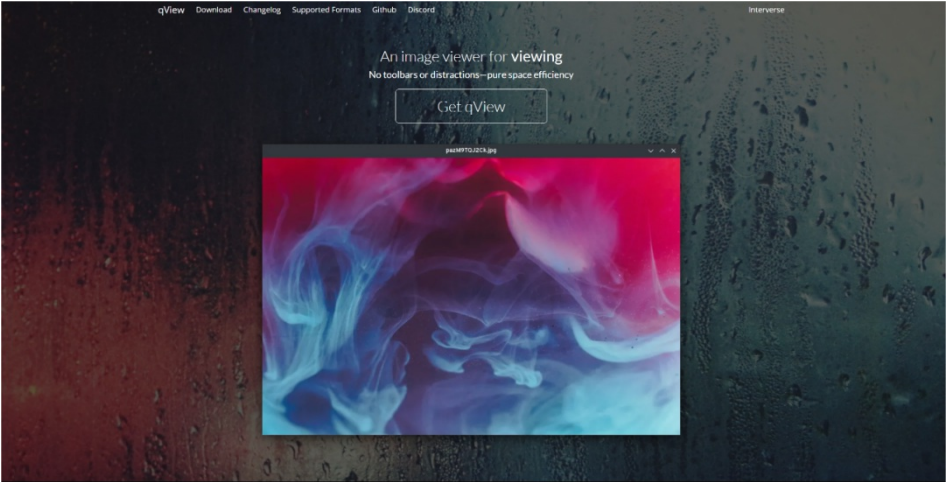 qView Download Changelog Supported Formats Github Discord Interverse
An image viewer for viewing
No toolbars or distractions—pure space efficiency
Get qView